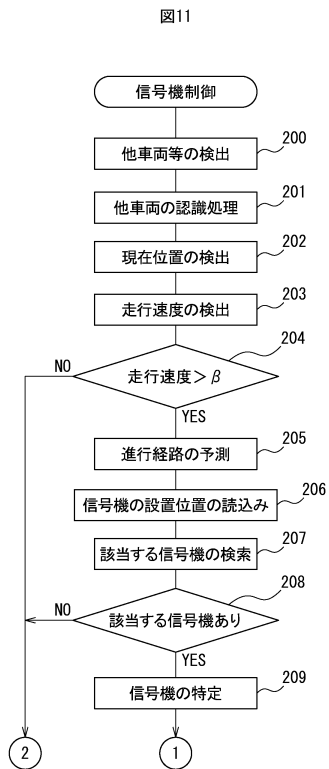 図11
信号機制御
他車両等の検出
200
他車両の認識処理
201
現在位置の検出
202
走行速度の検出
203
走行速度＞β
204
NO
YES
進行経路の予測
205
信号機の設置位置の読込み
206
該当する信号機の検索
207
該当する信号機あり
208
NO
YES
信号機の特定
209
2
1